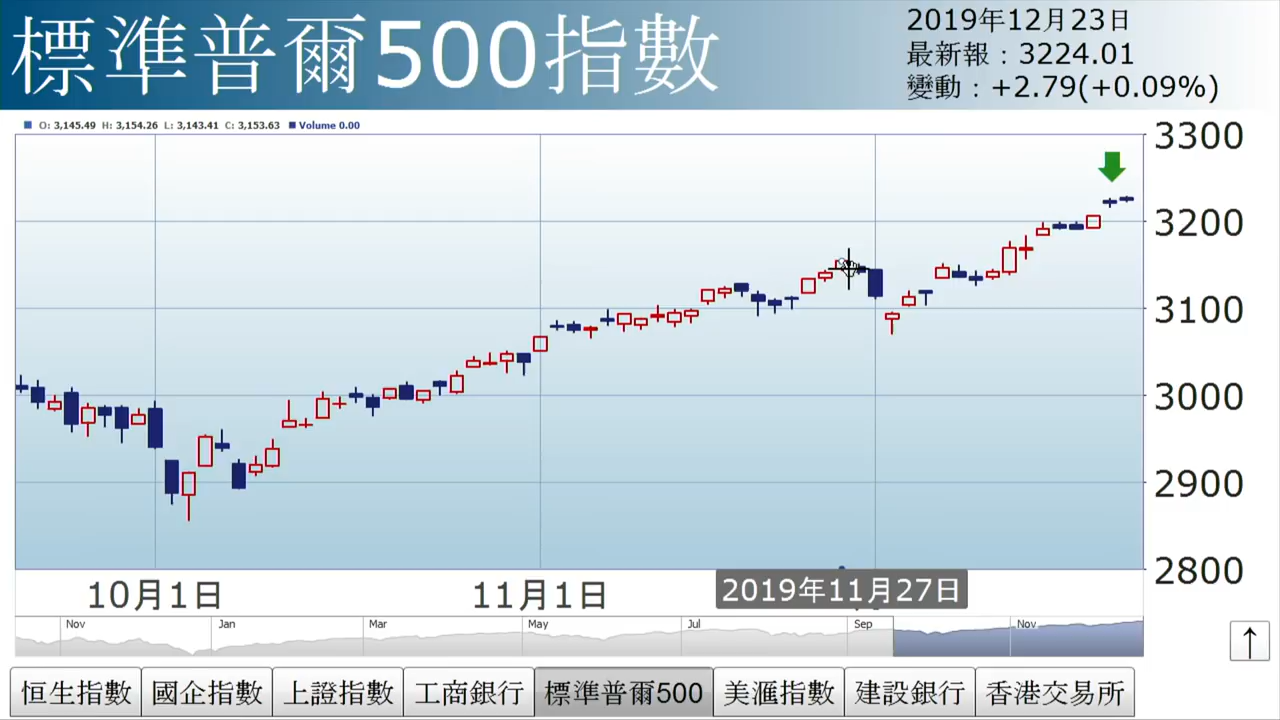 標準普爾500指數
2019年12月23日
最新報：3224.01
變動：+2.79(+0.09%)
O: 3,145.49 H: 3,154.26 L: 3,143.41 C: 3,153.63 Volume 0.00
3300
3200
3100
3000
2900
2800
10月1日 11月1日 2019年11月27日
Nov Jan Mar May Jul Sep Nov
↑
恒生指數 國企指數 上證指數 工商銀行 標準普爾500 美滙指數 建設銀行 香港交易所